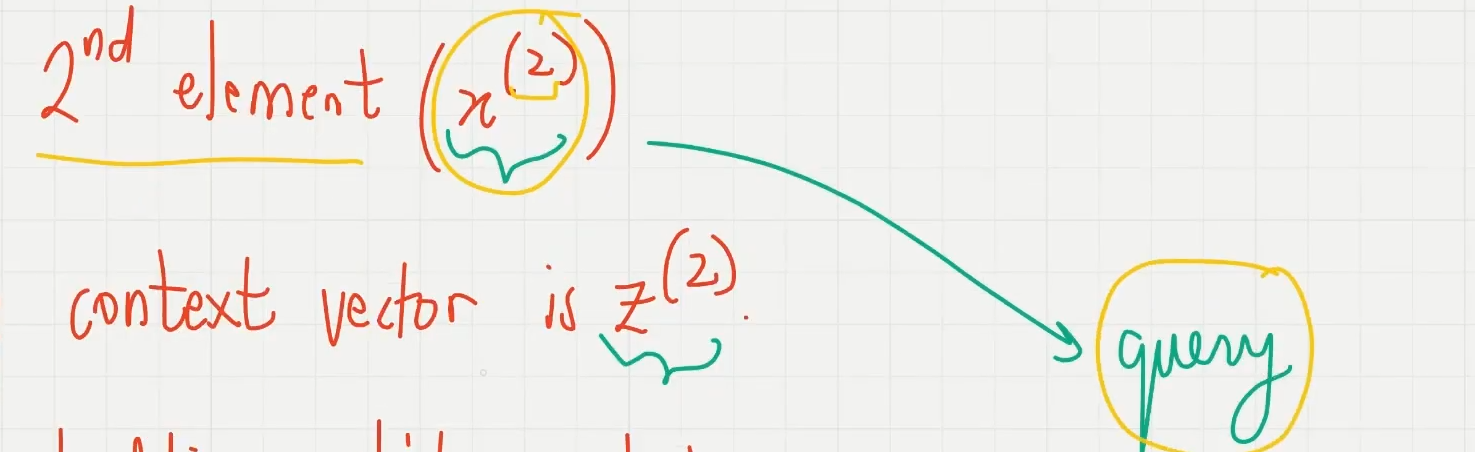 2nd element (x^(2))
context vector is z^(2).
query